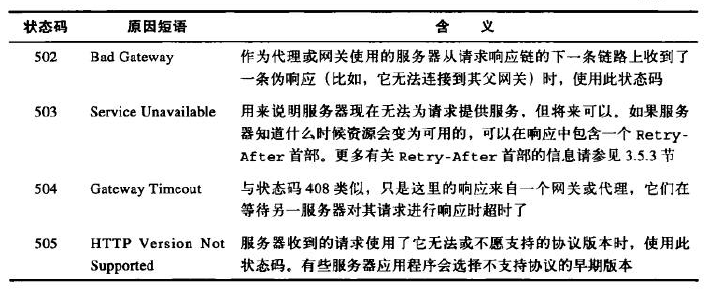 状态码 原因短语 含 义
502 Bad Gateway 作为代理或网关使用的服务器从请求响应链的下一条链路上收到了
一条伪响应（比如，它无法连接到其父网关）时，使用此状态码
503 Service Unavailable 用来说明服务器现在无法为请求提供服务，但将来可以。如果服务
器知道什么时候资源会变为可用的，可以在响应中包含一个 Retry-
After 首部。更多有关 Retry-After 首部的信息请参见 3.5.3 节
504 Gateway Timeout 与状态码 408 类似，只是这里的响应来自一个网关或代理，它们在
等待另一服务器对其请求进行响应时超时了
505 HTTP Version Not 服务器收到的请求使用了它无法或不愿支持的协议版本时，使用此
Supported 状态码。有些服务器应用程序会选择不支持协议的早期版本